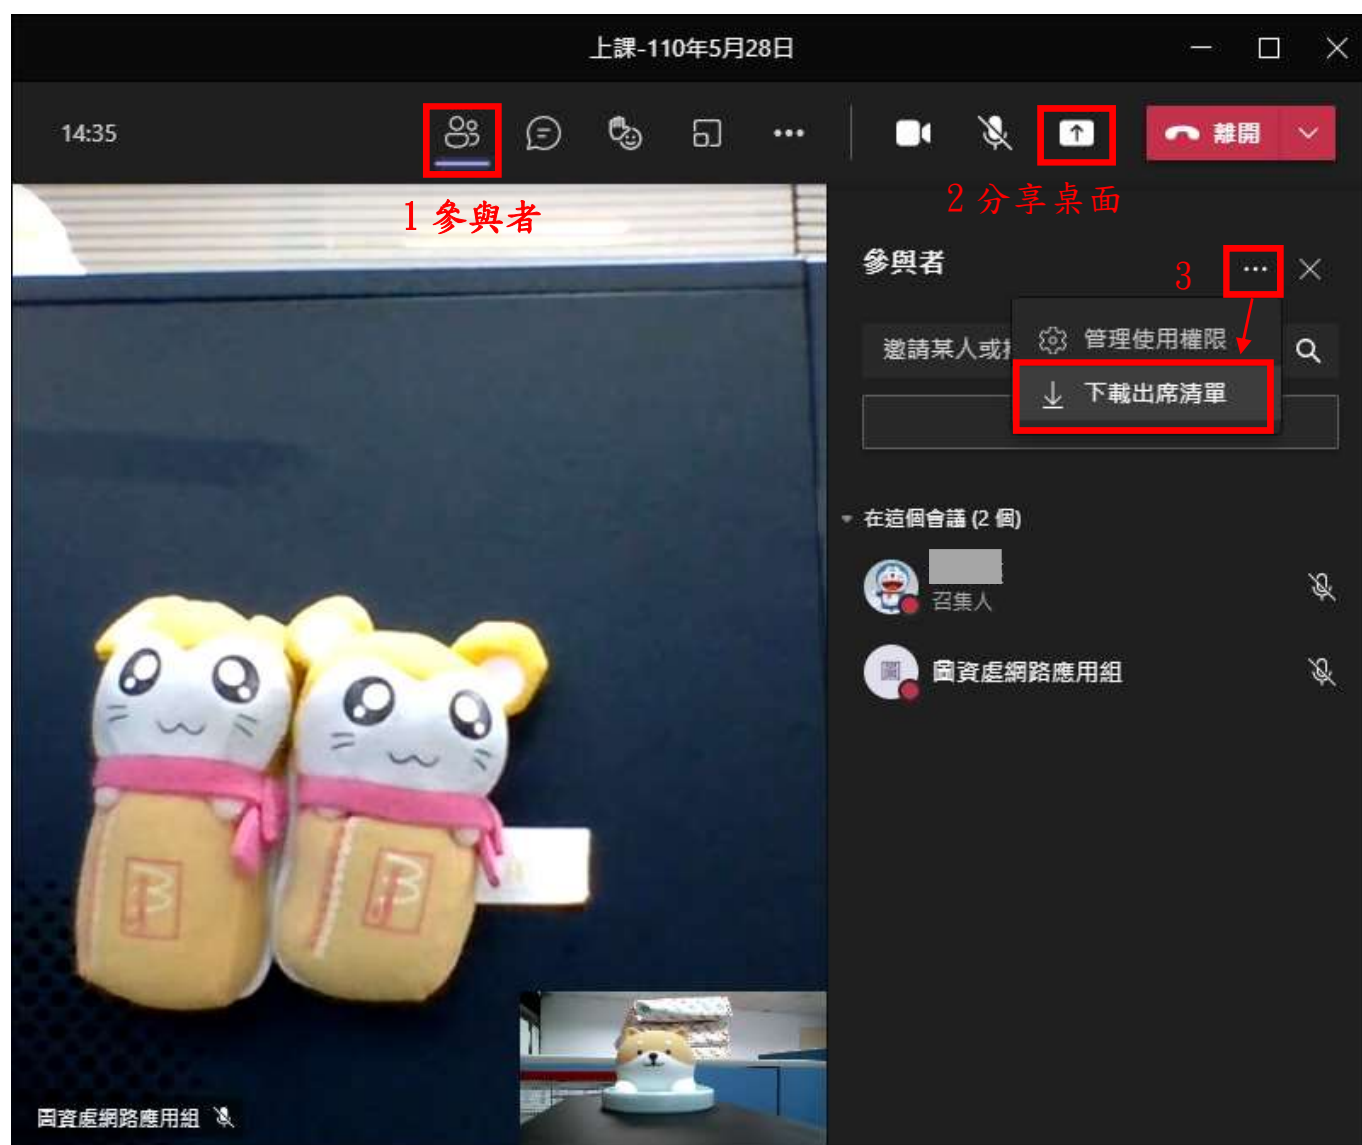 上課-110年5月28日
14:35
離開
1 參與者
2 分享桌面
參與者
3
管理使用權限
邀請某人或
下載出席清單
在這個會議 (2 個)
召集人
圖
圖資處網路應用組
圖資處網路應用組